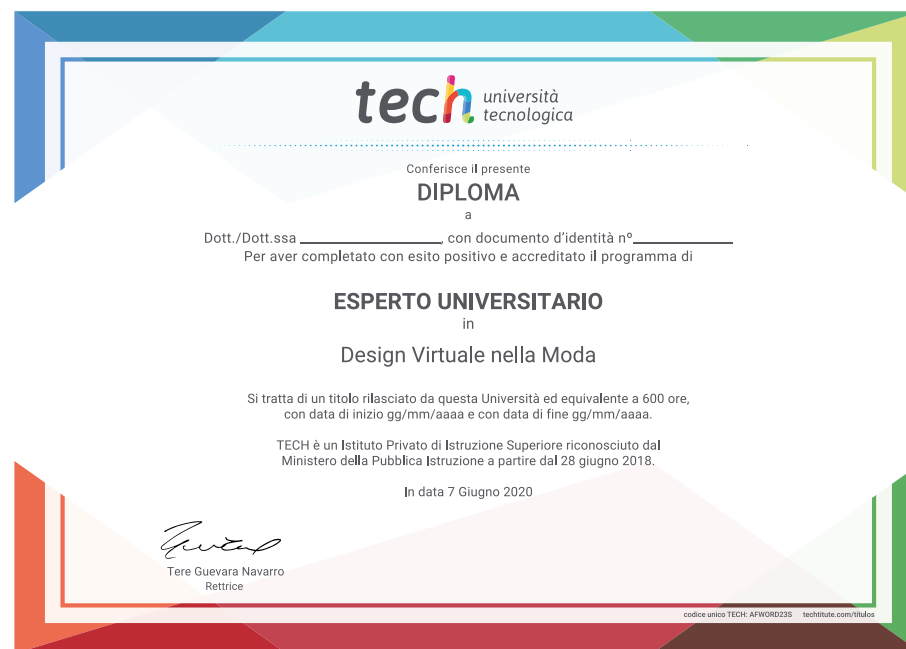 tech università
tecnologica
Conferisce il presente
DIPLOMA
a
Dott./Dott.ssa ____________________, con documento d'identità nº______________
Per aver completato con esito positivo e accreditato il programma di
ESPERTO UNIVERSITARIO
in
Design Virtuale nella Moda
Si tratta di un titolo rilasciato da questa Università ed equivalente a 600 ore,
con data di inizio gg/mm/aaaa e con data di fine gg/mm/aaaa.
TECH è un Istituto Privato di Istruzione Superiore riconosciuto dal
Ministero della Pubblica Istruzione a partire dal 28 giugno 2018.
In data 7 Giugno 2020
Tere Guevara Navarro
Rettrice
codice unico TECH: AFWORD23S techtitute.com/titulos